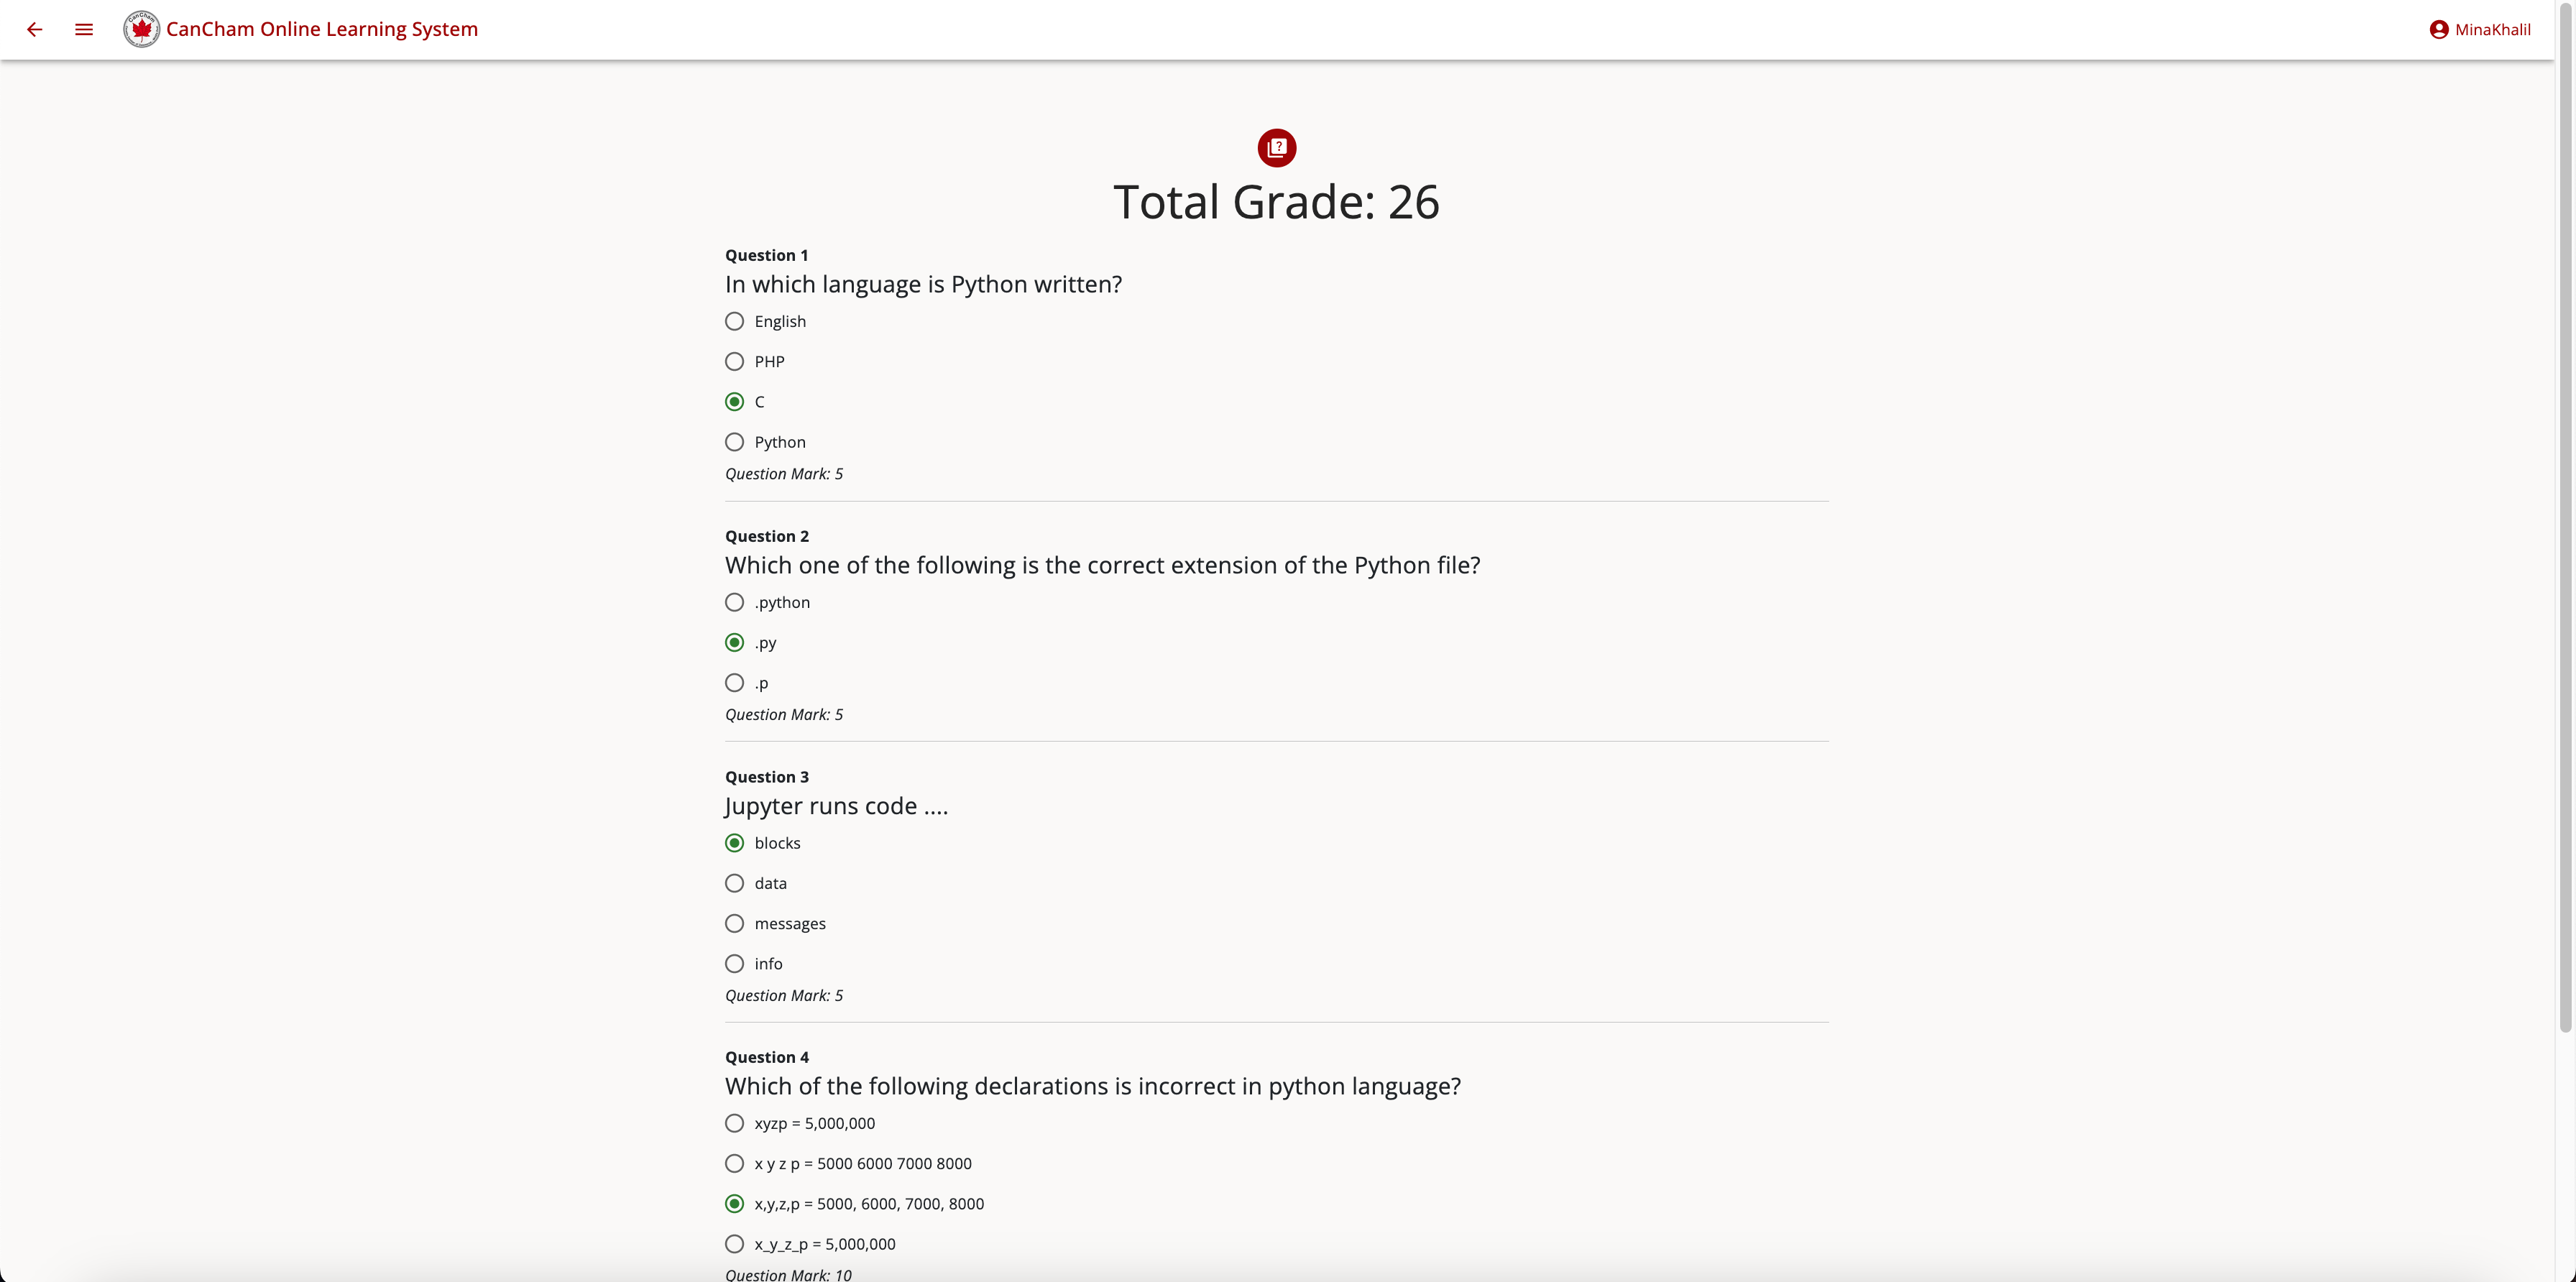 CanCham Online Learning System
MinaKhalil
Total Grade: 26
Question 1
In which language is Python written?
English
PHP
C
Python
Question Mark: 5
Question 2
Which one of the following is the correct extension of the Python file?
.python
.py
.p
Question Mark: 5
Question 3
Jupyter runs code ....
blocks
data
messages
info
Question Mark: 5
Question 4
Which of the following declarations is incorrect in python language?
xyzp = 5,000,000
x y z p = 5000 6000 7000 8000
x,y,z,p = 5000, 6000, 7000, 8000
x_y_z_p = 5,000,000
Question Mark: 10